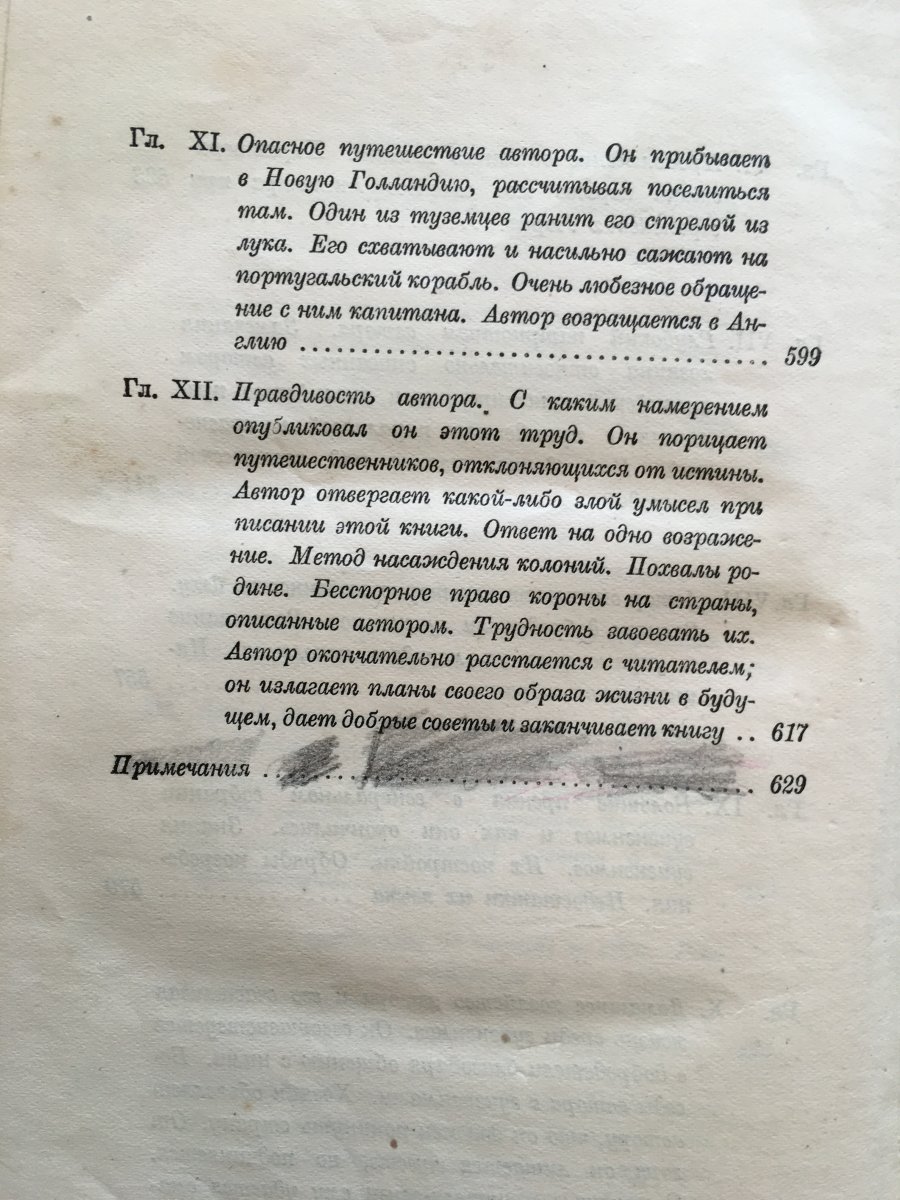 Гл. XI. Опасное путешествие автора. Он прибывает
в Новую Голландию, рассчитывая поселиться
там. Один из туземцев ранит его стрелой из
лука. Его схватывают и насильно сажают на
португальский корабль. Очень любезное обраще-
ние с ним капитана. Автор возращается в Ан-
глию ........................................ 599
Гл. XII. Правдивость автора. С каким намерением
опубликовал он этот труд. Он порицает
путешественников, отклоняющихся от истины.
Автор отвергает какой-либо злой умысел при
писании этой книги. Ответ на одно возраже-
ние. Метод насаждения колоний. Похвалы ро-
дине. Бесспорное право короны на страны,
описанные автором. Трудность завоевать их.
Автор окончательно расстается с читателем;
он излагает планы своего образа жизни в буду-
щем, дает добрые советы и заканчивает книгу .. 617
Примечания ........................................ 629